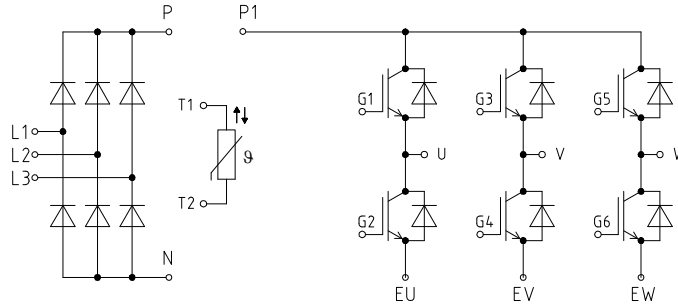 P P1
T1
G1 G3 G5
L1
L2 U V
L3 ϑ
T2
G2 G4 G6
N
EU EV EW